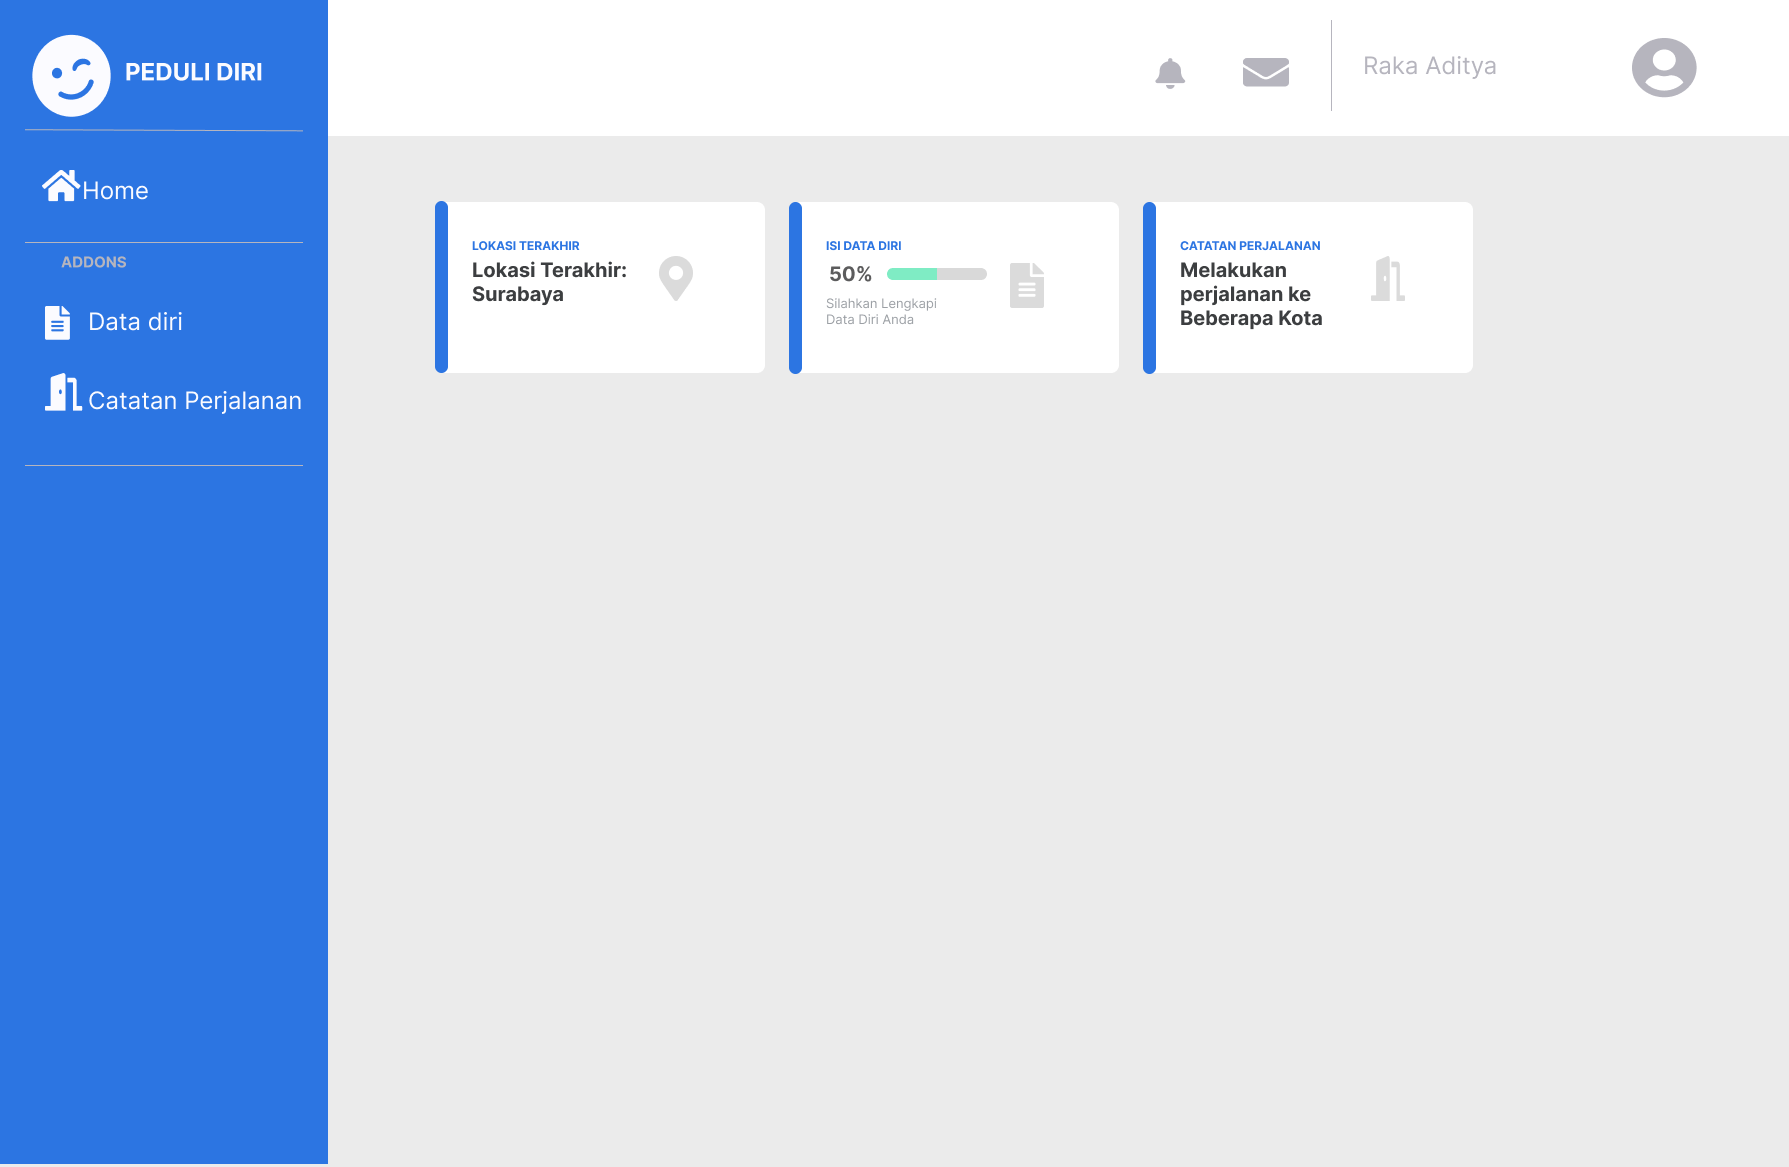 PEDULI DIRI
Home
ADDONS
Data diri
Catatan Perjalanan
Raka Aditya
LOKASI TERAKHIR
Lokasi Terakhir:
Surabaya
ISI DATA DIRI
50%
Silahkan Lengkapi
Data Diri Anda
CATATAN PERJALANAN
Melakukan
perjalanan ke
Beberapa Kota